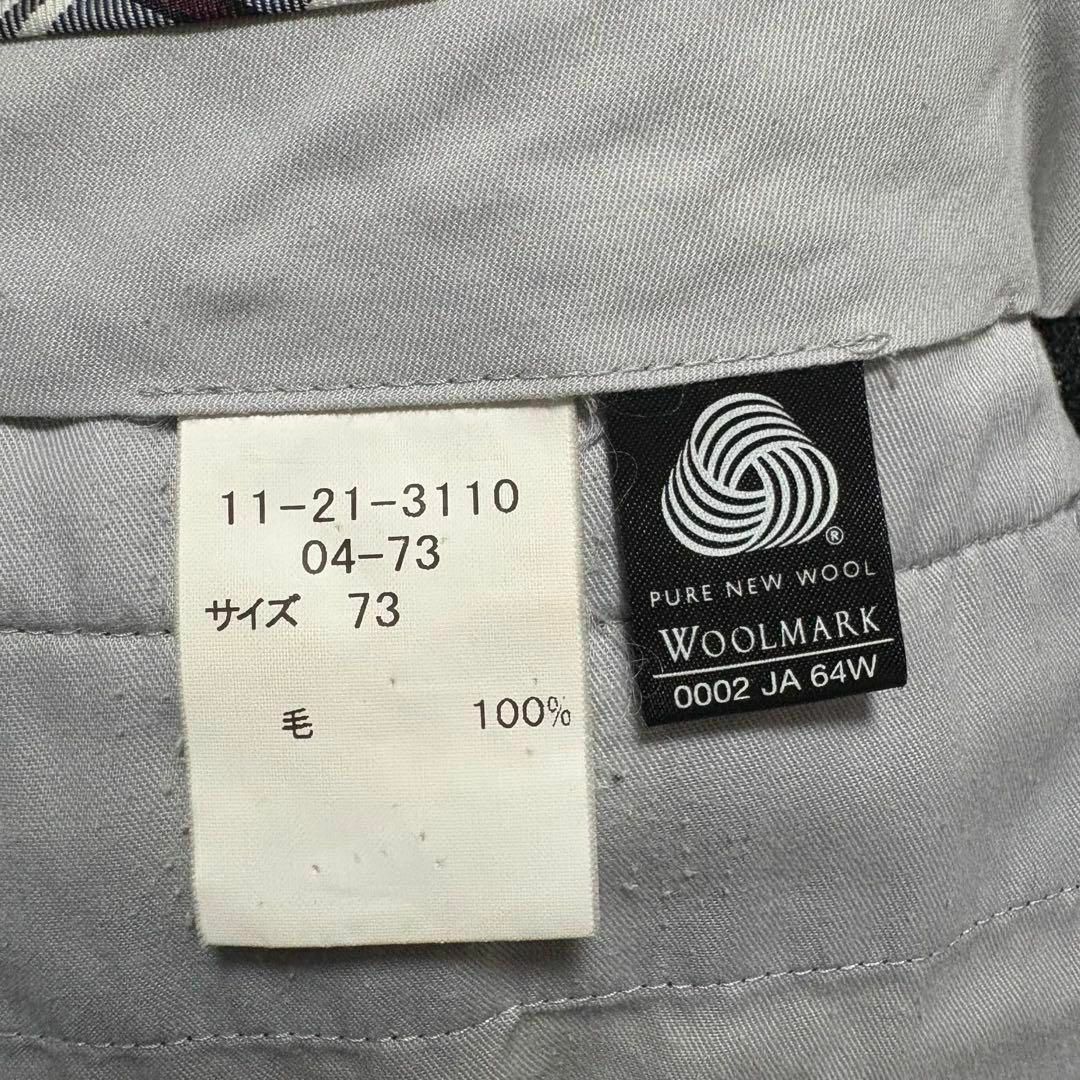 11-21-3110
04-73
サイズ 73
毛 100%
®
PURE NEW WOOL
WOOLMARK
0002 JA 64W